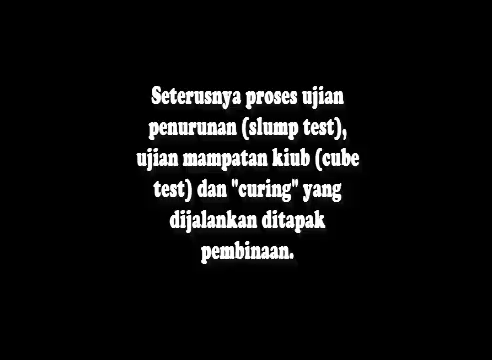 Seterusnya proses ujian
penurunan (slump test),
ujian mampatan kiub (cube
test) dan "curing" yang
dijalankan ditapak
pembinaan.